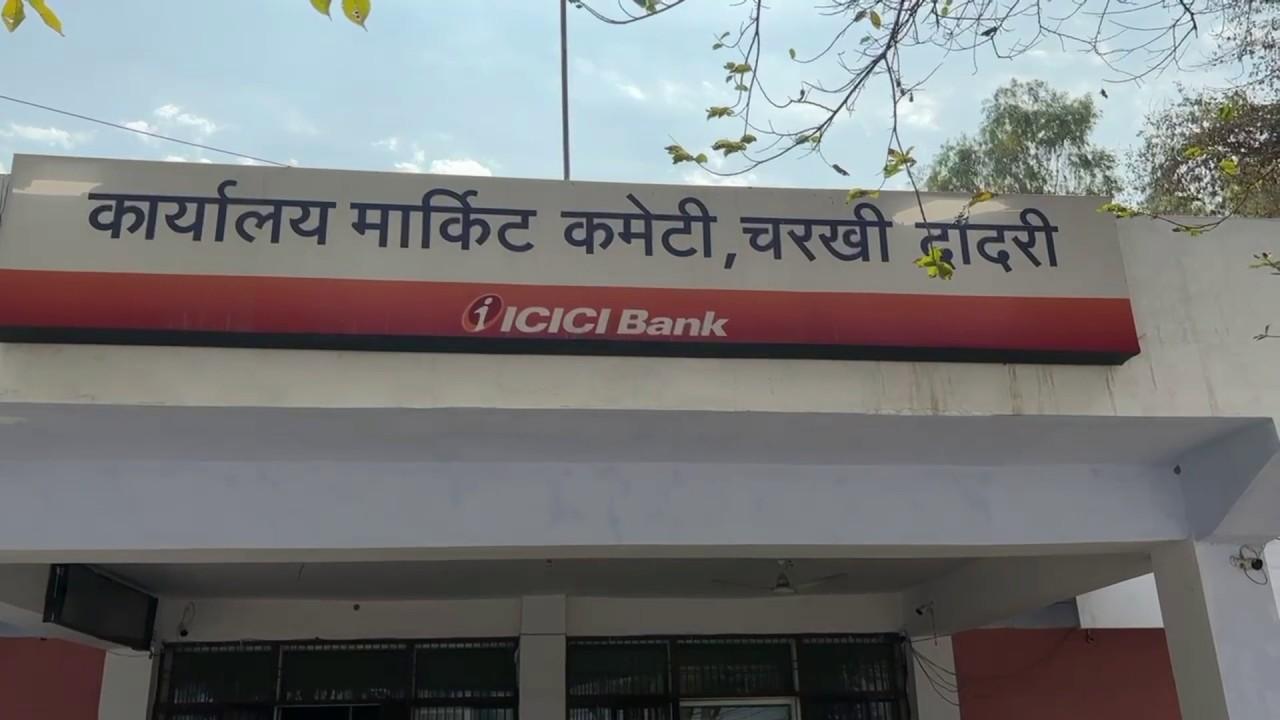 कार्यालय मार्किट कमेटी,चरखी दादरी
ICICI Bank